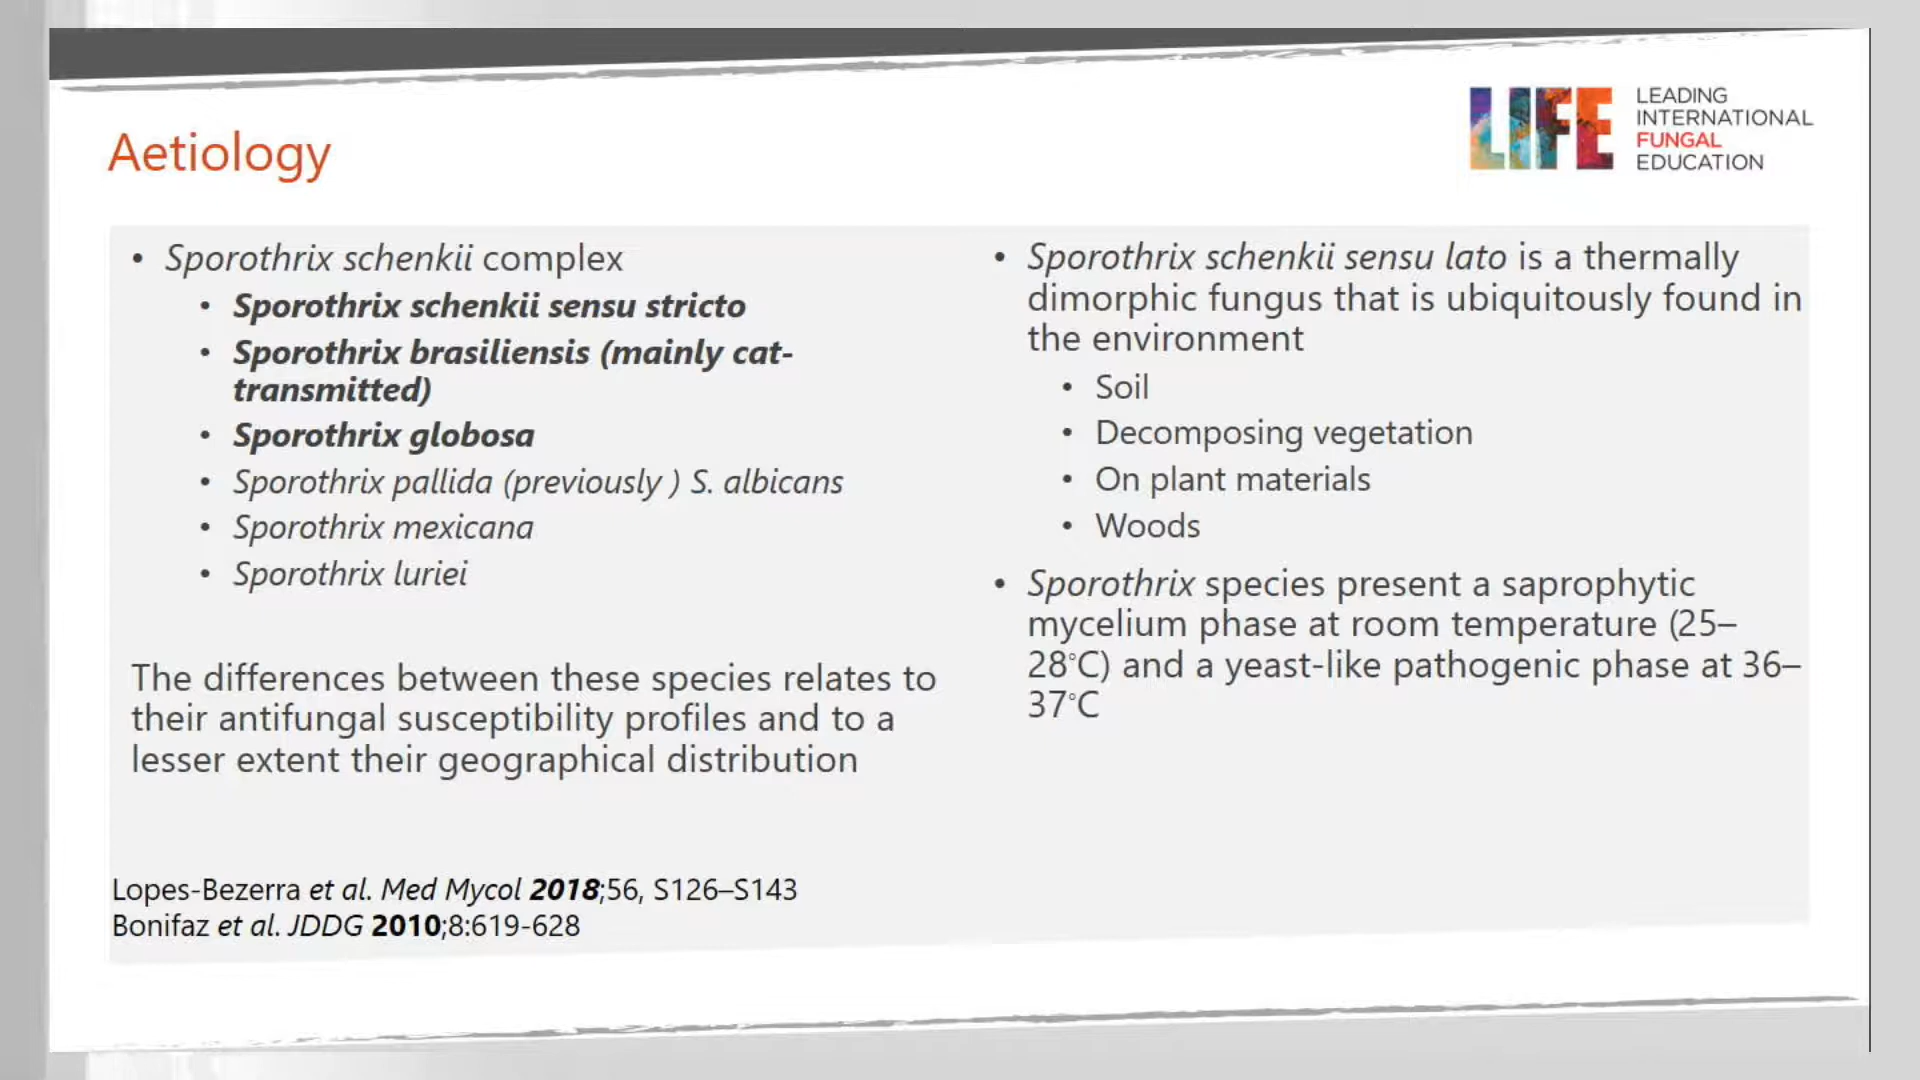 Aetiology
LIFE
LEADING
INTERNATIONAL
FUNGAL
EDUCATION
• Sporothrix schenkii complex
• Sporothrix schenkii sensu stricto
• Sporothrix brasiliensis (mainly cat-
transmitted)
• Sporothrix globosa
• Sporothrix pallida (previously ) S. albicans
• Sporothrix mexicana
• Sporothrix luriei
The differences between these species relates to
their antifungal susceptibility profiles and to a
lesser extent their geographical distribution
Lopes-Bezerra et al. Med Mycol 2018;56, S126–S143
Bonifaz et al. JDDG 2010;8:619-628
• Sporothrix schenkii sensu lato is a thermally
dimorphic fungus that is ubiquitously found in
the environment
• Soil
• Decomposing vegetation
• On plant materials
• Woods
• Sporothrix species present a saprophytic
mycelium phase at room temperature (25–
28°C) and a yeast-like pathogenic phase at 36–
37°C